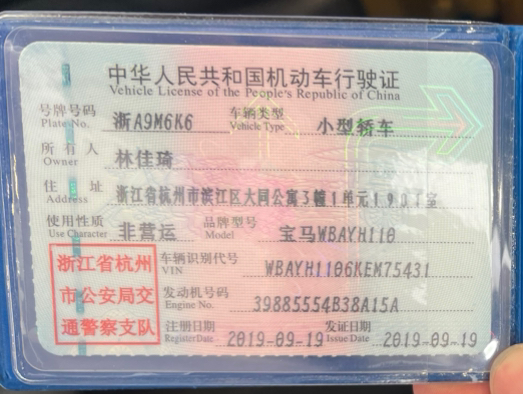 中华人民共和国机动车行驶证
Vehicle License of the People's Republic of China
号牌号码 浙A9M6K6 车辆类型 小型轿车
Plate No. Vehicle Type
所有人 林佳琦
Owner
住址 浙江省杭州市滨江区大同公寓3幢1单元1901室
Address
使用性质 非营运 品牌型号 宝马WBAYH110
Use Character Model
浙江省杭州 车辆识别代号 WBAYH1106KEM75431
VIN
市公安局交 发动机号码 39885554B38A15A
Engine No.
通警察支队 注册日期 2019-09-19 发证日期 2019-09-19
Register Date Issue Date